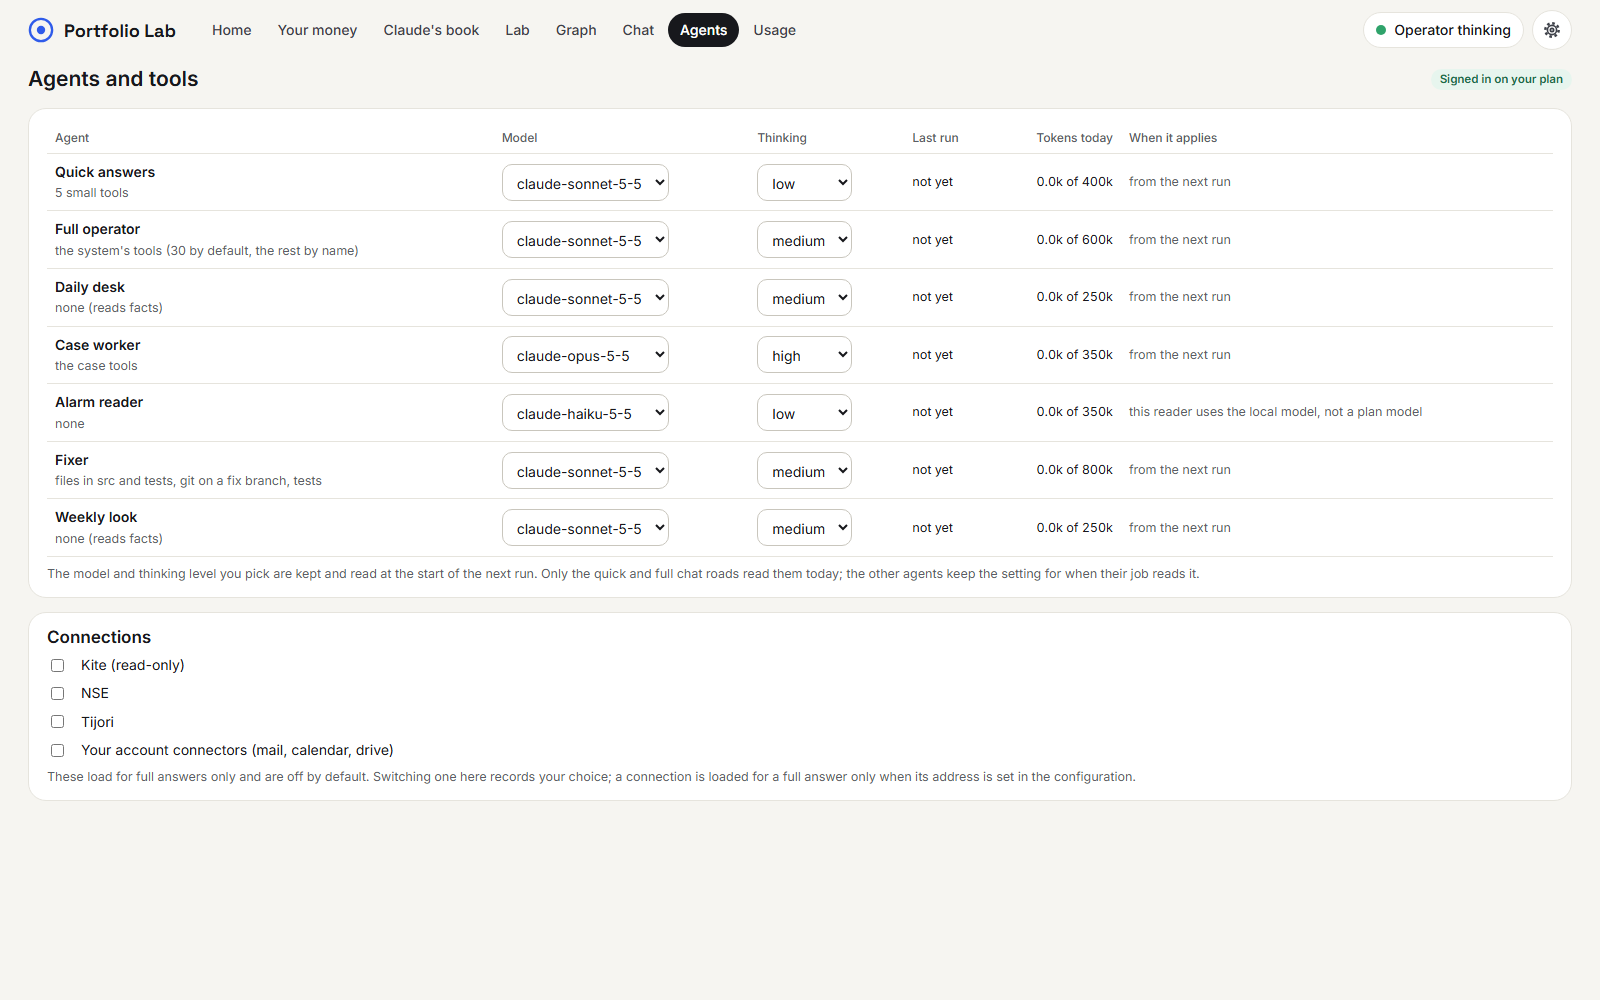 Portfolio Lab
Home
Your money
Claude's book
Lab
Graph
Chat
Agents
Usage
Operator thinking
Agents and tools
Signed in on your plan
Agent Model Thinking Last run Tokens today When it applies
Quick answers
5 small tools
claude-sonnet-5-5 low not yet 0.0k of 400k from the next run
Full operator
the system's tools (30 by default, the rest by name)
claude-sonnet-5-5 medium not yet 0.0k of 600k from the next run
Daily desk
none (reads facts)
claude-sonnet-5-5 medium not yet 0.0k of 250k from the next run
Case worker
the case tools
claude-opus-5-5 high not yet 0.0k of 350k from the next run
Alarm reader
none
claude-haiku-5-5 low not yet 0.0k of 350k this reader uses the local model, not a plan model
Fixer
files in src and tests, git on a fix branch, tests
claude-sonnet-5-5 medium not yet 0.0k of 800k from the next run
Weekly look
none (reads facts)
claude-sonnet-5-5 medium not yet 0.0k of 250k from the next run
The model and thinking level you pick are kept and read at the start of the next run. Only the quick and full chat roads read them today; the other agents keep the setting for when their job reads it.
Connections
Kite (read-only)
NSE
Tijori
Your account connectors (mail, calendar, drive)
These load for full answers only and are off by default. Switching one here records your choice; a connection is loaded for a full answer only when its address is set in the configuration.